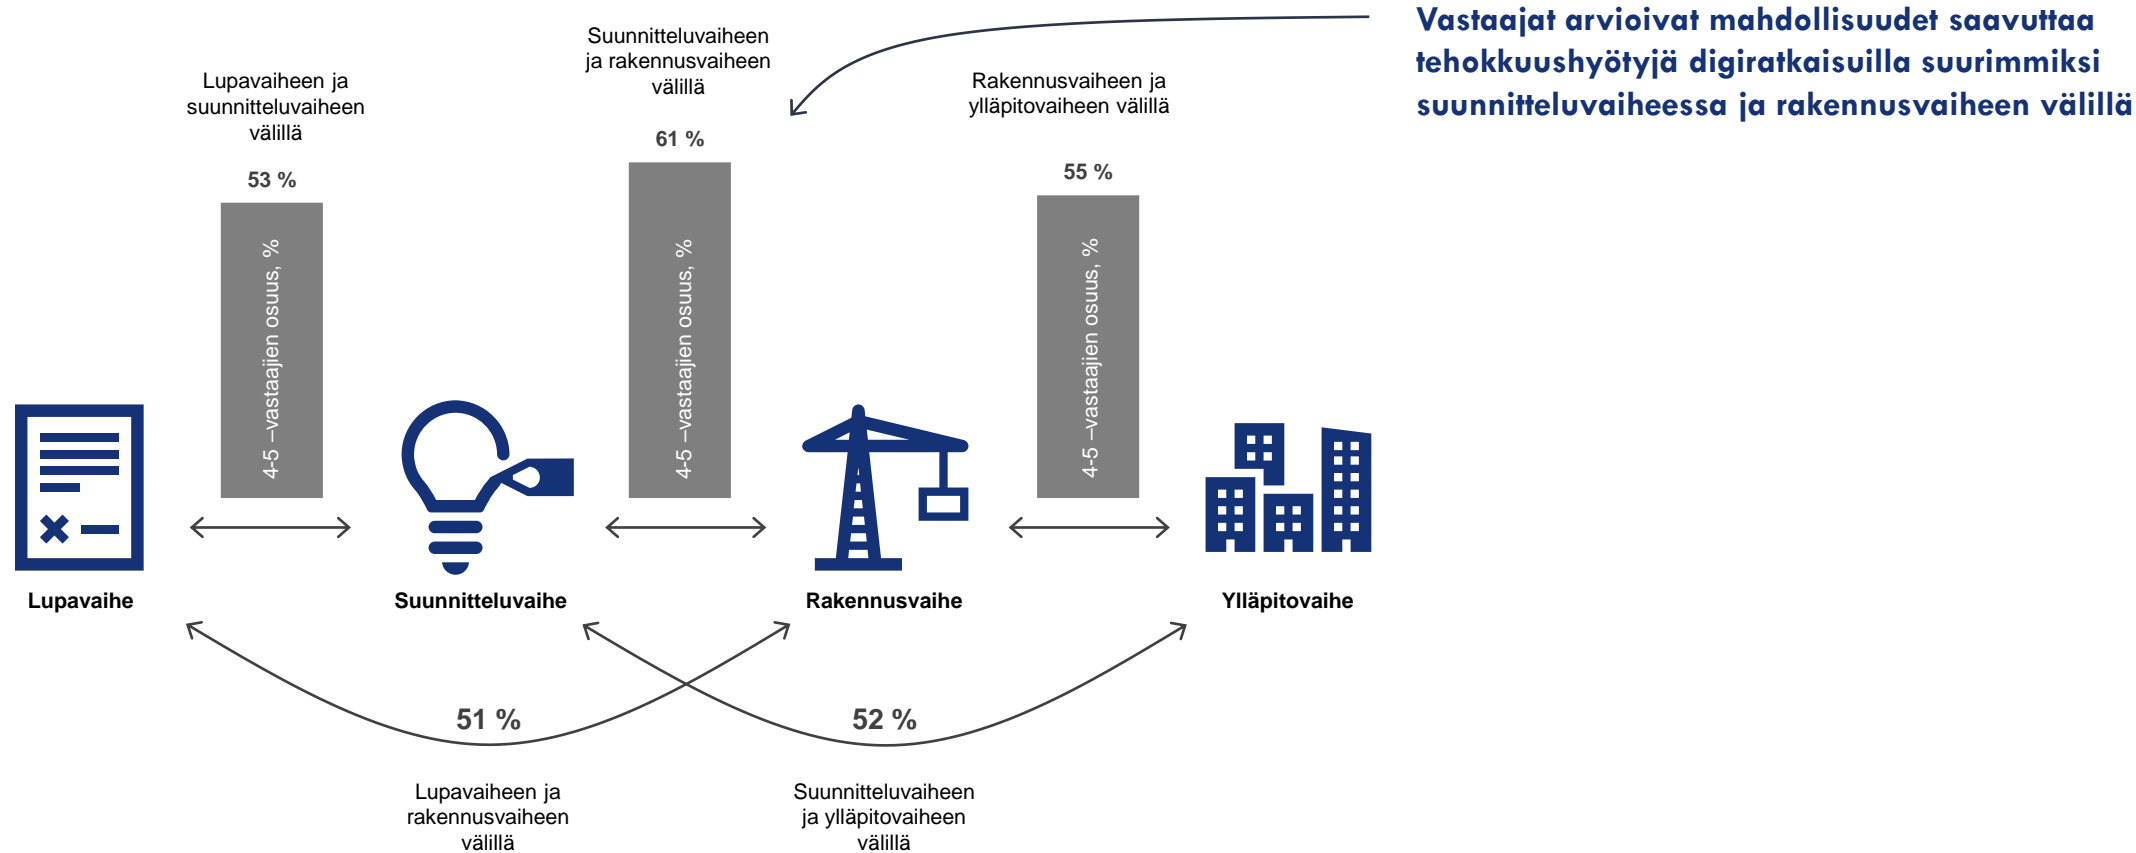 Vastaajat arvioivat mahdollisuudet saavuttaa
tehokkuushyötyjä digiratkaisuilla suurimmiksi
suunnitteluvaiheessa ja rakennusvaiheen välillä
Lupavaiheen ja
suunnitteluvaiheen
välillä
53 %
4-5 –vastaajien osuus, %
Suunnitteluvaiheen
ja rakennusvaiheen
välillä
61 %
4-5 –vastaajien osuus, %
Rakennusvaiheen ja
ylläpitovaiheen välillä
55 %
4-5 –vastaajien osuus, %
Lupavaihe
Suunnitteluvaihe
Rakennusvaihe
Ylläpitovaihe
51 %
Lupavaiheen ja
rakennusvaiheen
välillä
52 %
Suunnitteluvaiheen
ja ylläpitovaiheen
välillä